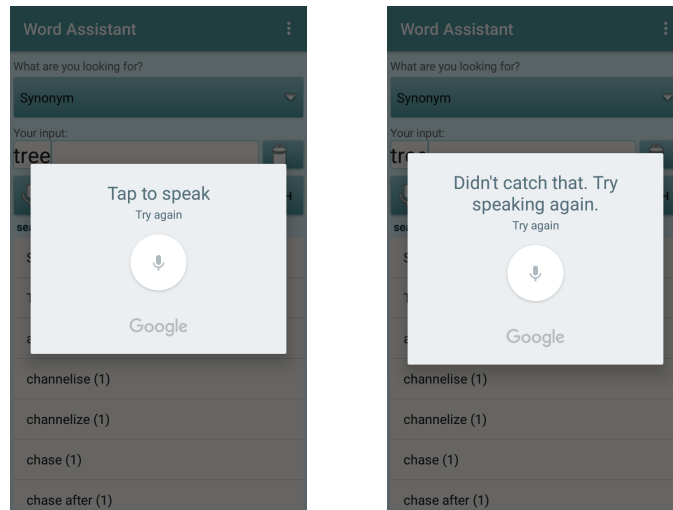 Word Assistant
What are you looking for?
Synonym
Your input:
tree
Tap to speak
Try again
Google
channelise (1)
channelize (1)
chase (1)
chase after (1)
Word Assistant
What are you looking for?
Synonym
Your input:
Didn't catch that. Try
speaking again.
Try again
Google
channelise (1)
channelize (1)
chase (1)
chase after (1)